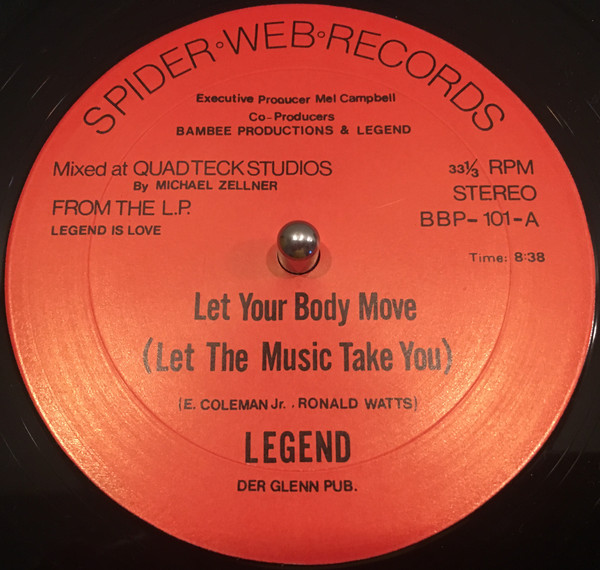 SPIDER•WEB•RECORDS
Executive Prooucer Mel Campbell
Co-Producers
BAMBEE PRODUCTIONS & LEGEND
Mixed at QUADTECK STUDIOS
By MICHAEL ZELLNER
FROM THE L.P.
LEGEND IS LOVE
33⅓ RPM
STEREO
BBP-101-A
Time: 8:38
Let Your Body Move
(Let The Music Take You)
(E. COLEMAN Jr. . RONALD WATTS)
LEGEND
DER GLENN PUB.